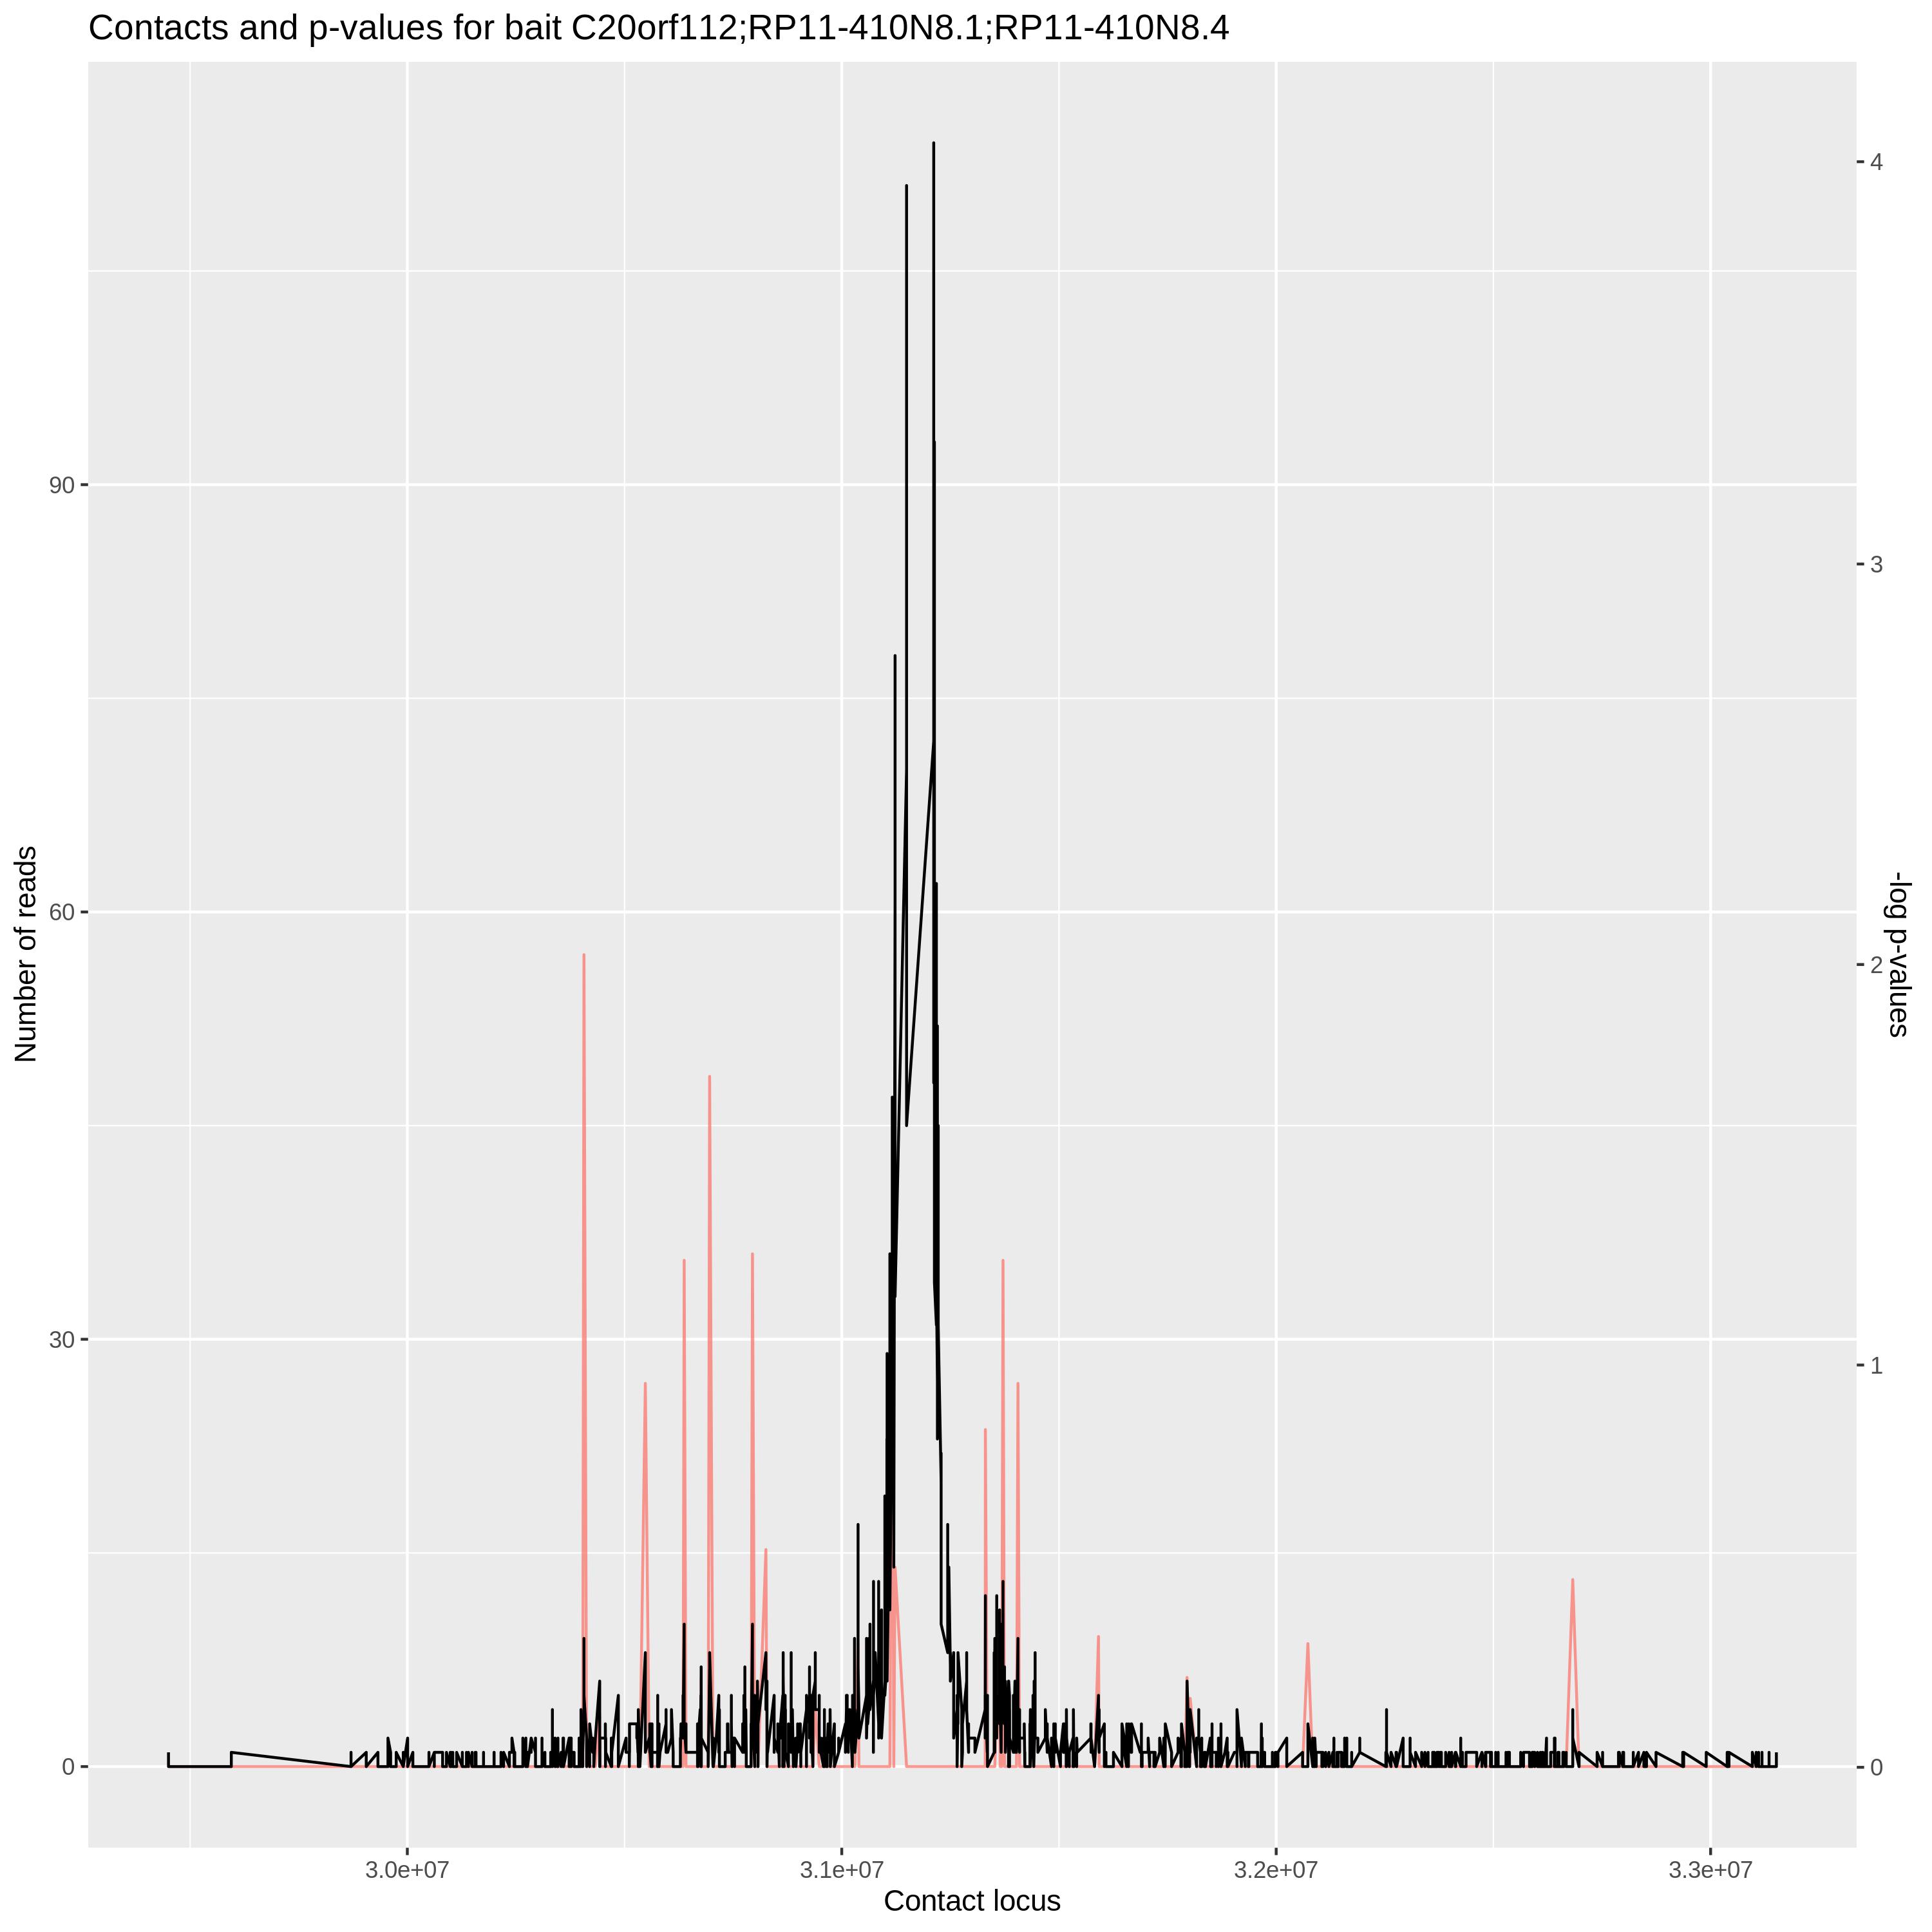 Contacts and p-values for bait C20orf112;RP11-410N8.1;RP11-410N8.4
4
90
3
Number of reads
60
2
-log p-values
30
1
0
0
3.0e+07
3.1e+07
3.2e+07
3.3e+07
Contact locus